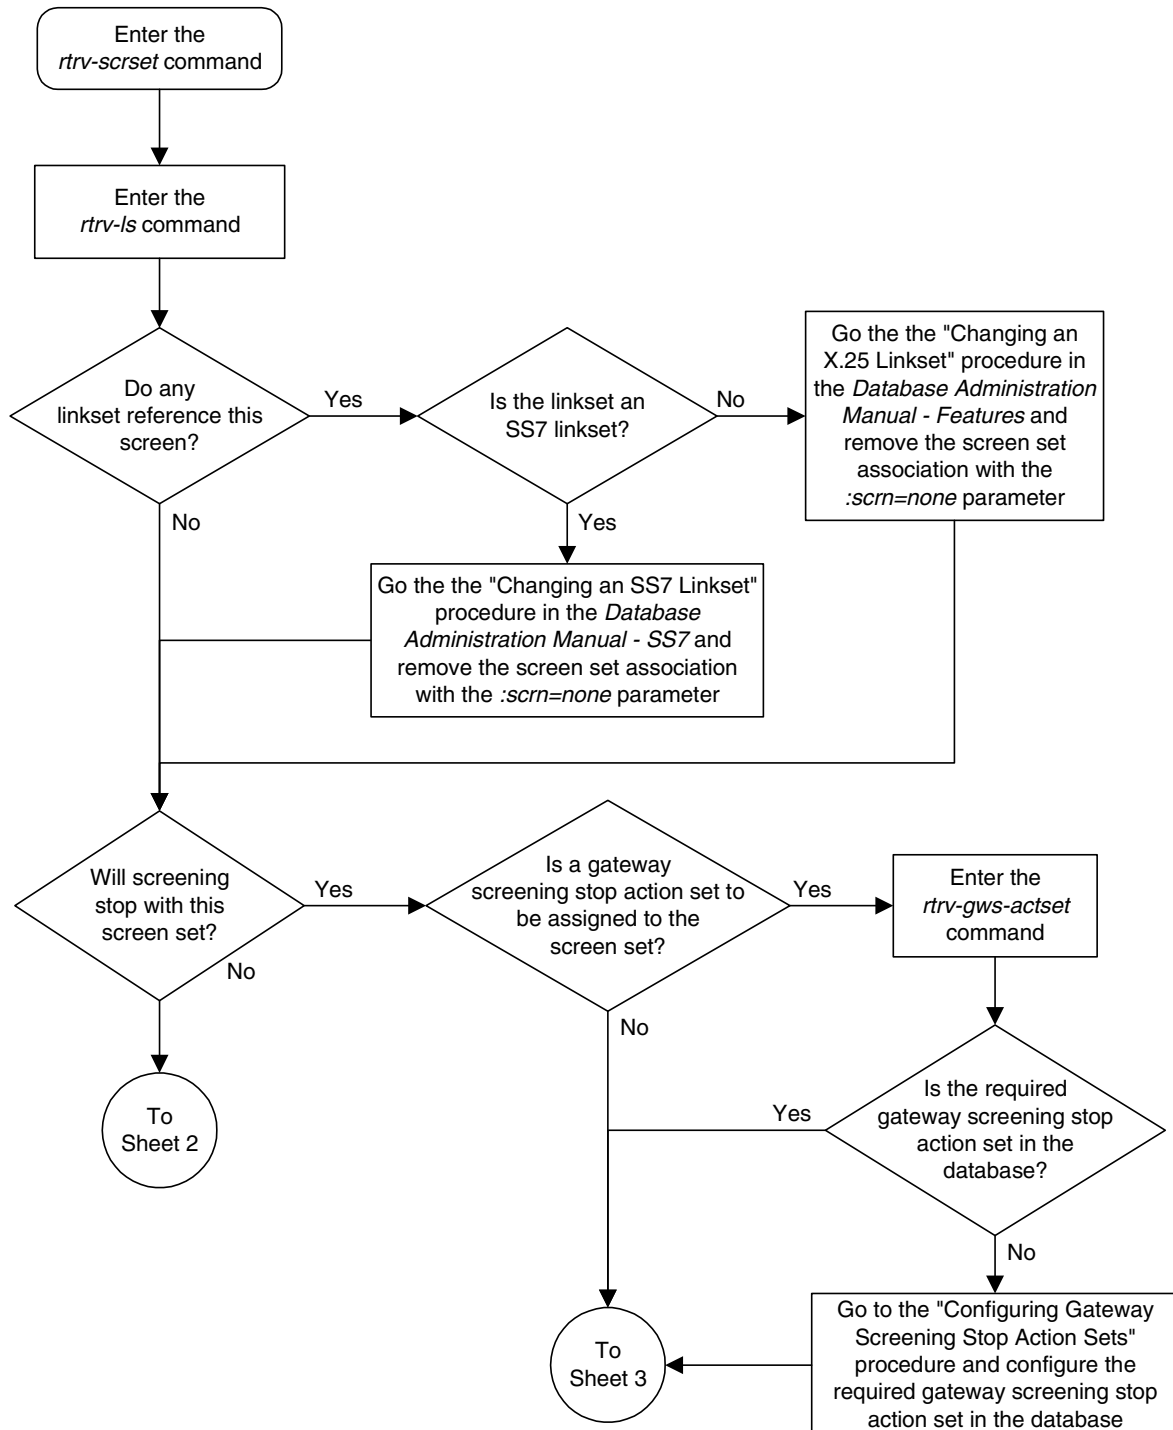 Enter the
rtrv-scrset command
Enter the
rtrv-ls command
Do any
linkset reference this
screen?
Yes
No
Is the linkset an
SS7 linkset?
No
Yes
Go the the "Changing an
X.25 Linkset" procedure in
the Database Administration
Manual - Features and
remove the screen set
association with the
:scrn=none parameter
Go the the "Changing an SS7 Linkset"
procedure in the Database
Administration Manual - SS7 and
remove the screen set association
with the :scrn=none parameter
Will screening
stop with this
screen set?
Yes
No
Is a gateway
screening stop action set to
be assigned to the
screen set?
Yes
No
Enter the
rtrv-gws-actset
command
To
Sheet 2
Is the required
gateway screening stop
action set in the
database?
Yes
No
To
Sheet 3
Go to the "Configuring Gateway
Screening Stop Action Sets"
procedure and configure the
required gateway screening stop
action set in the database